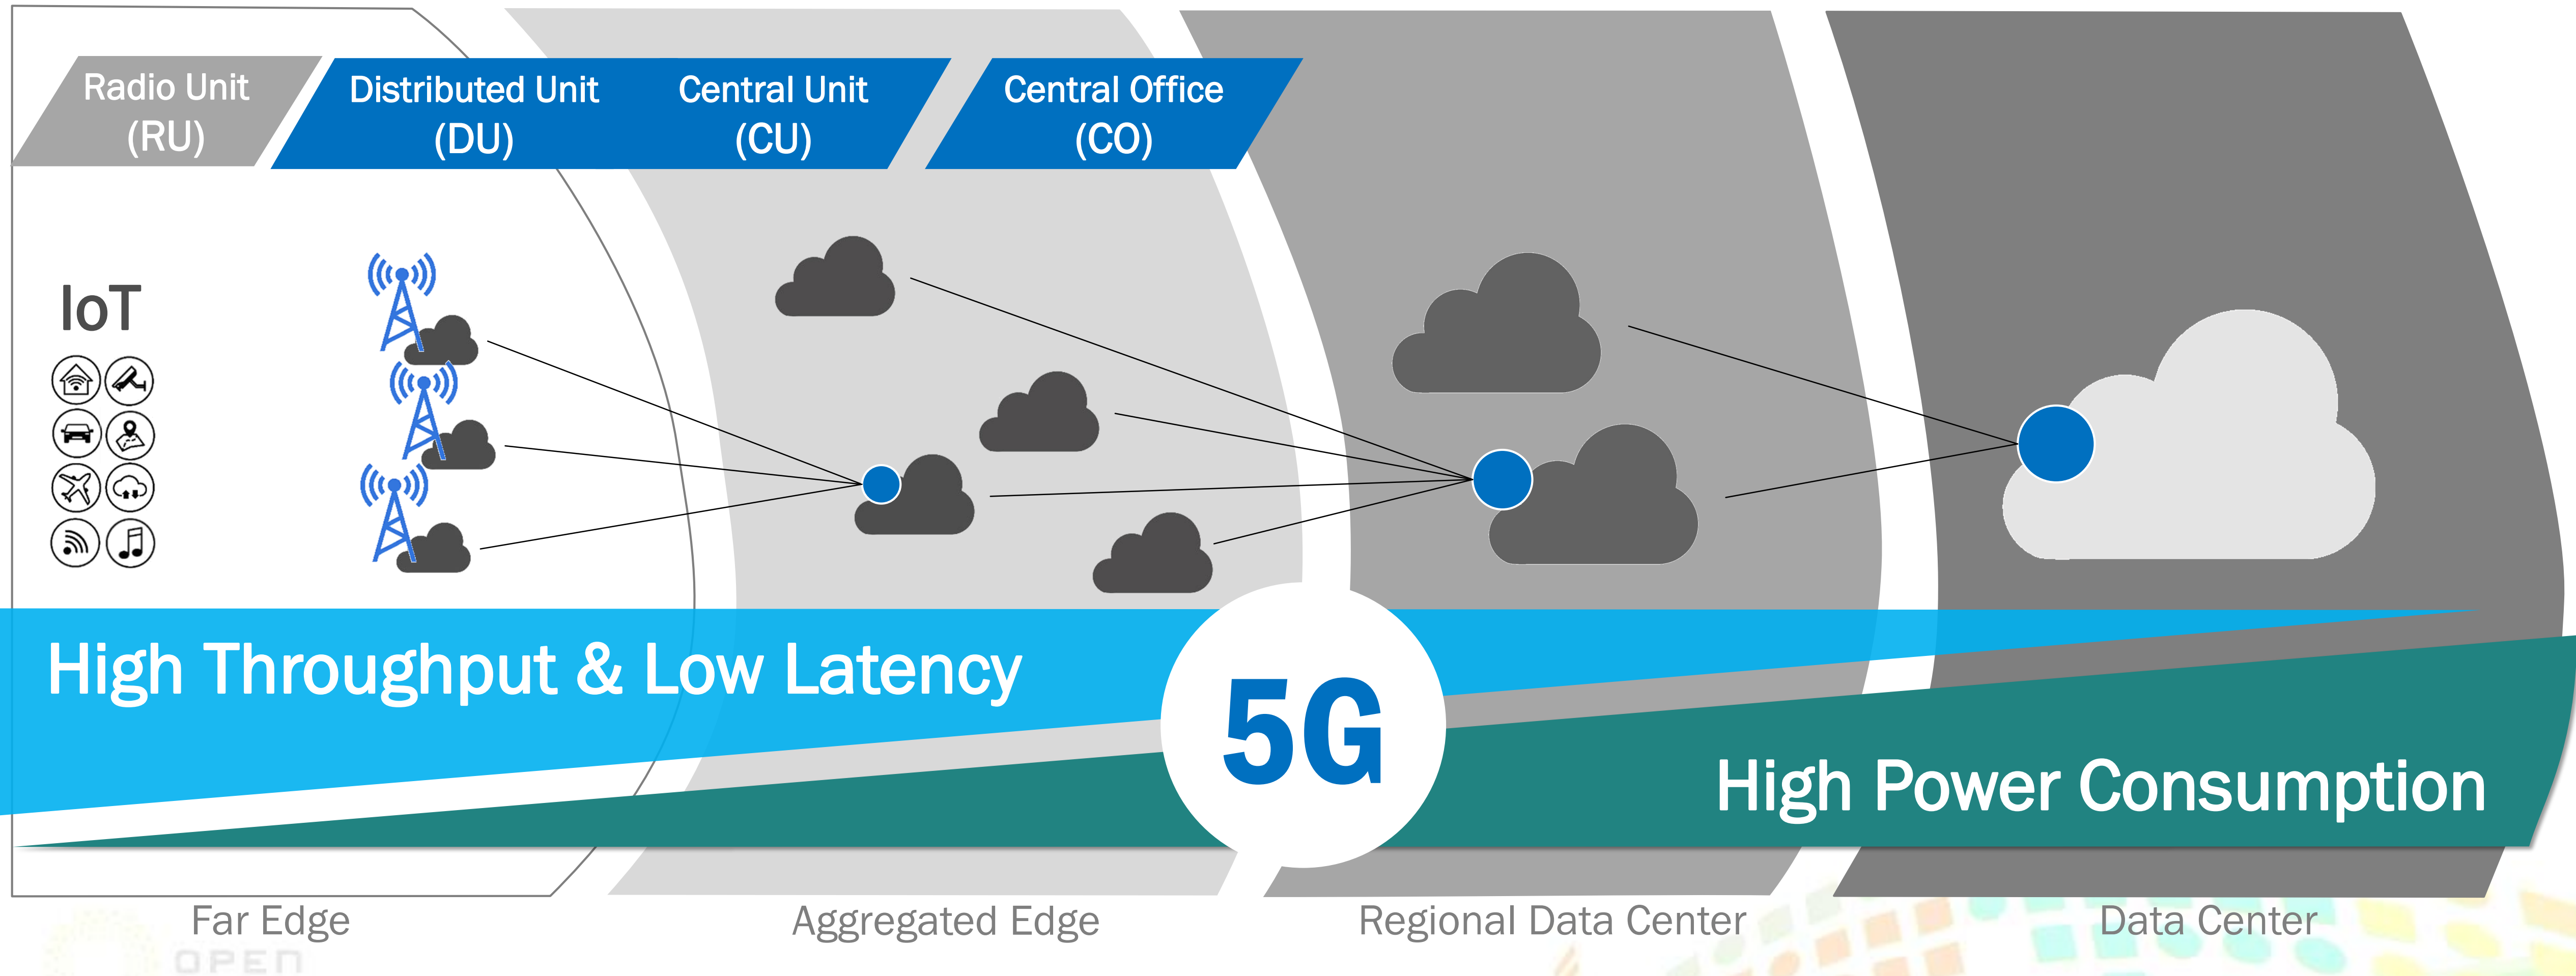 Radio Unit
(RU)
Distributed Unit
(DU)
Central Unit
(CU)
Central Office
(CO)
IoT
High Throughput & Low Latency
5G
High Power Consumption
Far Edge
Aggregated Edge
Regional Data Center
Data Center
OPEN